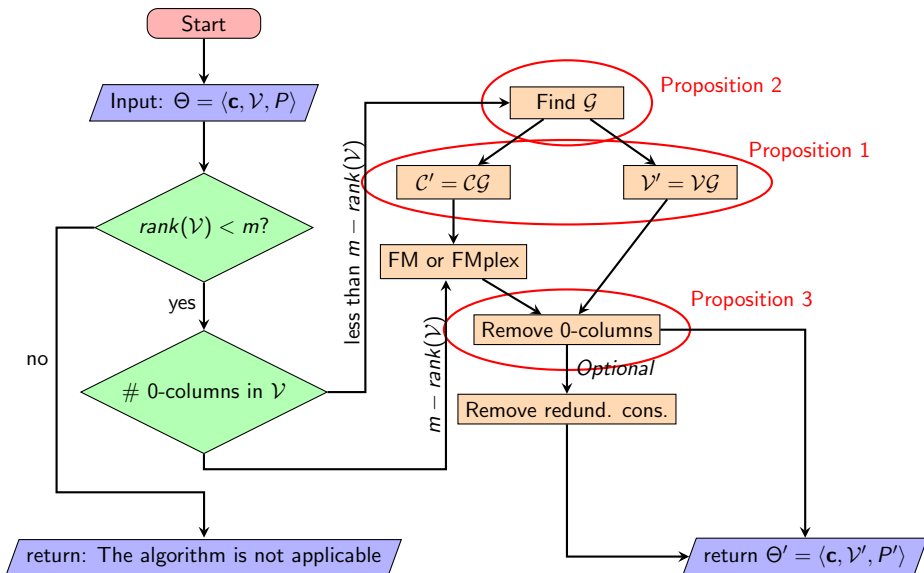 Start
Input: Θ = ⟨𝐜, 𝒱, P⟩
rank(𝒱) < m?
yes
no
# 0-columns in 𝒱
less than m − rank(𝒱)
m − rank(𝒱)
Find 𝒢
Proposition 2
Proposition 1
𝒞′ = 𝒞𝒢
𝒱′ = 𝒱𝒢
FM or FMplex
Proposition 3
Remove 0-columns
Optional
Remove redund. cons.
return: The algorithm is not applicable
return Θ′ = ⟨𝐜, 𝒱′, P′⟩